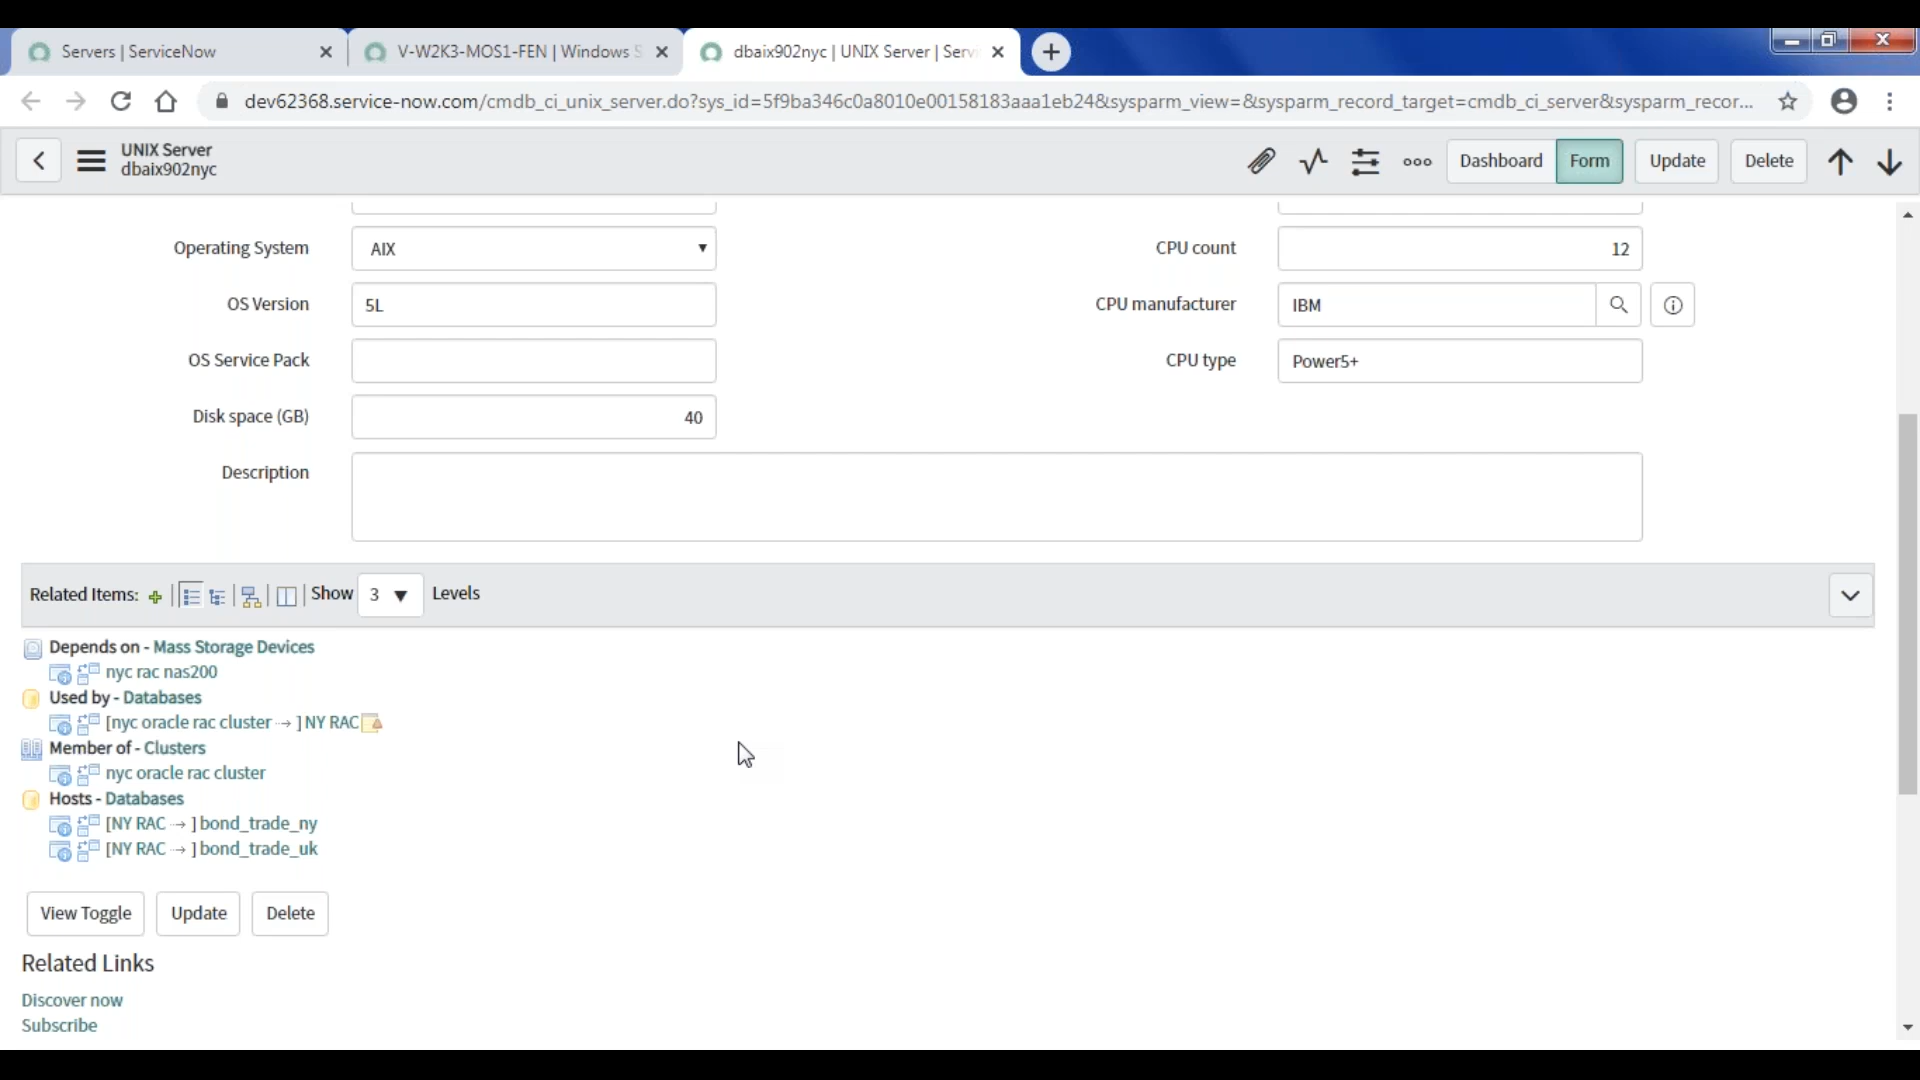 Servers | ServiceNow
V-W2K3-MOS1-FEN | Windows S
dbaix902nyc | UNIX Server | Serv
dev62368.service-now.com/cmdb_ci_unix_server.do?sys_id=5f9ba346c0a8010e00158183aaa1eb24&sysparm_view=&sysparm_record_target=cmdb_ci_server&sysparm_recor...
UNIX Server
dbaix902nyc
Dashboard Form Update Delete
Operating System AIX CPU count 12
OS Version 5L CPU manufacturer IBM
OS Service Pack CPU type Power5+
Disk space (GB) 40
Description
Related Items: Show 3 Levels
Depends on - Mass Storage Devices
nyc rac nas200
Used by - Databases
[nyc oracle rac cluster → ] NY RAC
Member of - Clusters
nyc oracle rac cluster
Hosts - Databases
[NY RAC → ] bond_trade_ny
[NY RAC → ] bond_trade_uk
View Toggle Update Delete
Related Links
Discover now
Subscribe